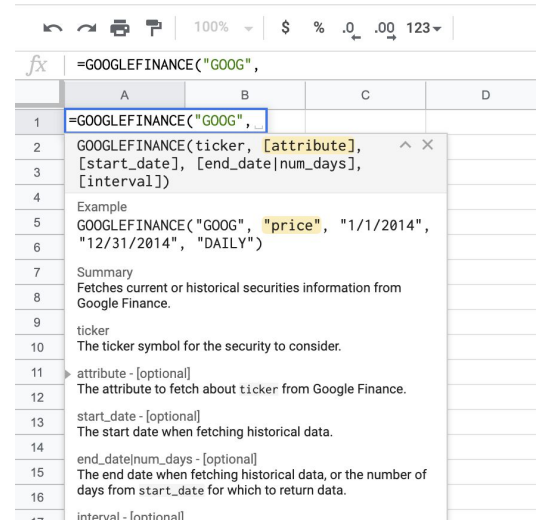 100% $ % .0 .00 123
fx =GOOGLEFINANCE("GOOG",
A B C D
1 =GOOGLEFINANCE("GOOG",
2 GOOGLEFINANCE(ticker, [attribute],
3 [start_date], [end_date|num_days],
[interval])
4
Example
5 GOOGLEFINANCE("GOOG", "price", "1/1/2014",
6 "12/31/2014", "DAILY")
7 Summary
8 Fetches current or historical securities information from
Google Finance.
9 ticker
10 The ticker symbol for the security to consider.
11 attribute - [optional]
12 The attribute to fetch about ticker from Google Finance.
13 start_date - [optional]
The start date when fetching historical data.
14 end_date|num_days - [optional]
15 The end date when fetching historical data, or the number of
16 days from start_date for which to return data.
17 interval - [optional]